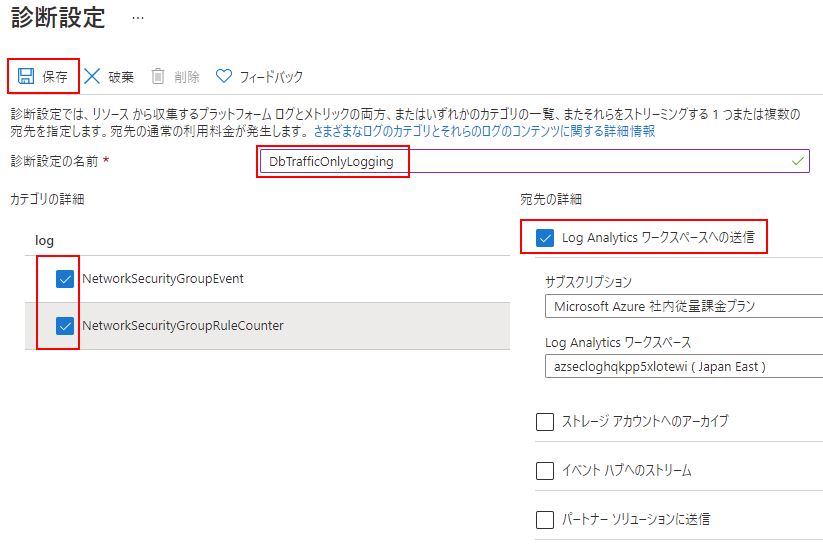 診断設定 …
保存 破棄 削除 フィードバック
診断設定では、リソース から収集するプラットフォーム ログとメトリックの両方、またはいずれかのカテゴリの一覧、またそれらをストリーミングする 1 つまたは複数の
宛先を指定します。宛先の通常の利用料金が発生します。 さまざまなログのカテゴリとそれらのログのコンテンツに関する詳細情報
診断設定の名前 *
DbTrafficOnlyLogging
カテゴリの詳細
log
NetworkSecurityGroupEvent
NetworkSecurityGroupRuleCounter
宛先の詳細
Log Analytics ワークスペースへの送信
サブスクリプション
Microsoft Azure 社内従量課金プラン
Log Analytics ワークスペース
azsecloghqkpp5xlotewi ( Japan East )
ストレージ アカウントへのアーカイブ
イベント ハブへのストリーム
パートナー ソリューションに送信